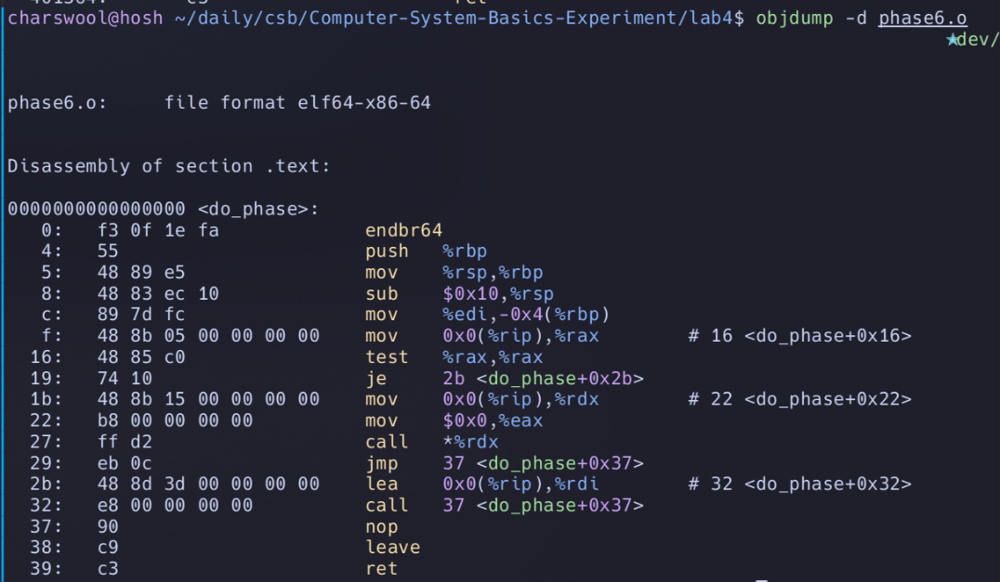 charswool@hosh ~/daily/csb/Computer-System-Basics-Experiment/lab4$ objdump -d phase6.o
★dev/
phase6.o:     file format elf64-x86-64
Disassembly of section .text:
0000000000000000 <do_phase>:
   0:   f3 0f 1e fa             endbr64
   4:   55                      push   %rbp
   5:   48 89 e5                mov    %rsp,%rbp
   8:   48 83 ec 10             sub    $0x10,%rsp
   c:   89 7d fc                mov    %edi,-0x4(%rbp)
   f:   48 8b 05 00 00 00 00    mov    0x0(%rip),%rax        # 16 <do_phase+0x16>
  16:   48 85 c0                test   %rax,%rax
  19:   74 10                   je     2b <do_phase+0x2b>
  1b:   48 8b 15 00 00 00 00    mov    0x0(%rip),%rdx        # 22 <do_phase+0x22>
  22:   b8 00 00 00 00          mov    $0x0,%eax
  27:   ff d2                   call   *%rdx
  29:   eb 0c                   jmp    37 <do_phase+0x37>
  2b:   48 8d 3d 00 00 00 00    lea    0x0(%rip),%rdi        # 32 <do_phase+0x32>
  32:   e8 00 00 00 00          call   37 <do_phase+0x37>
  37:   90                      nop
  38:   c9                      leave
  39:   c3                      ret